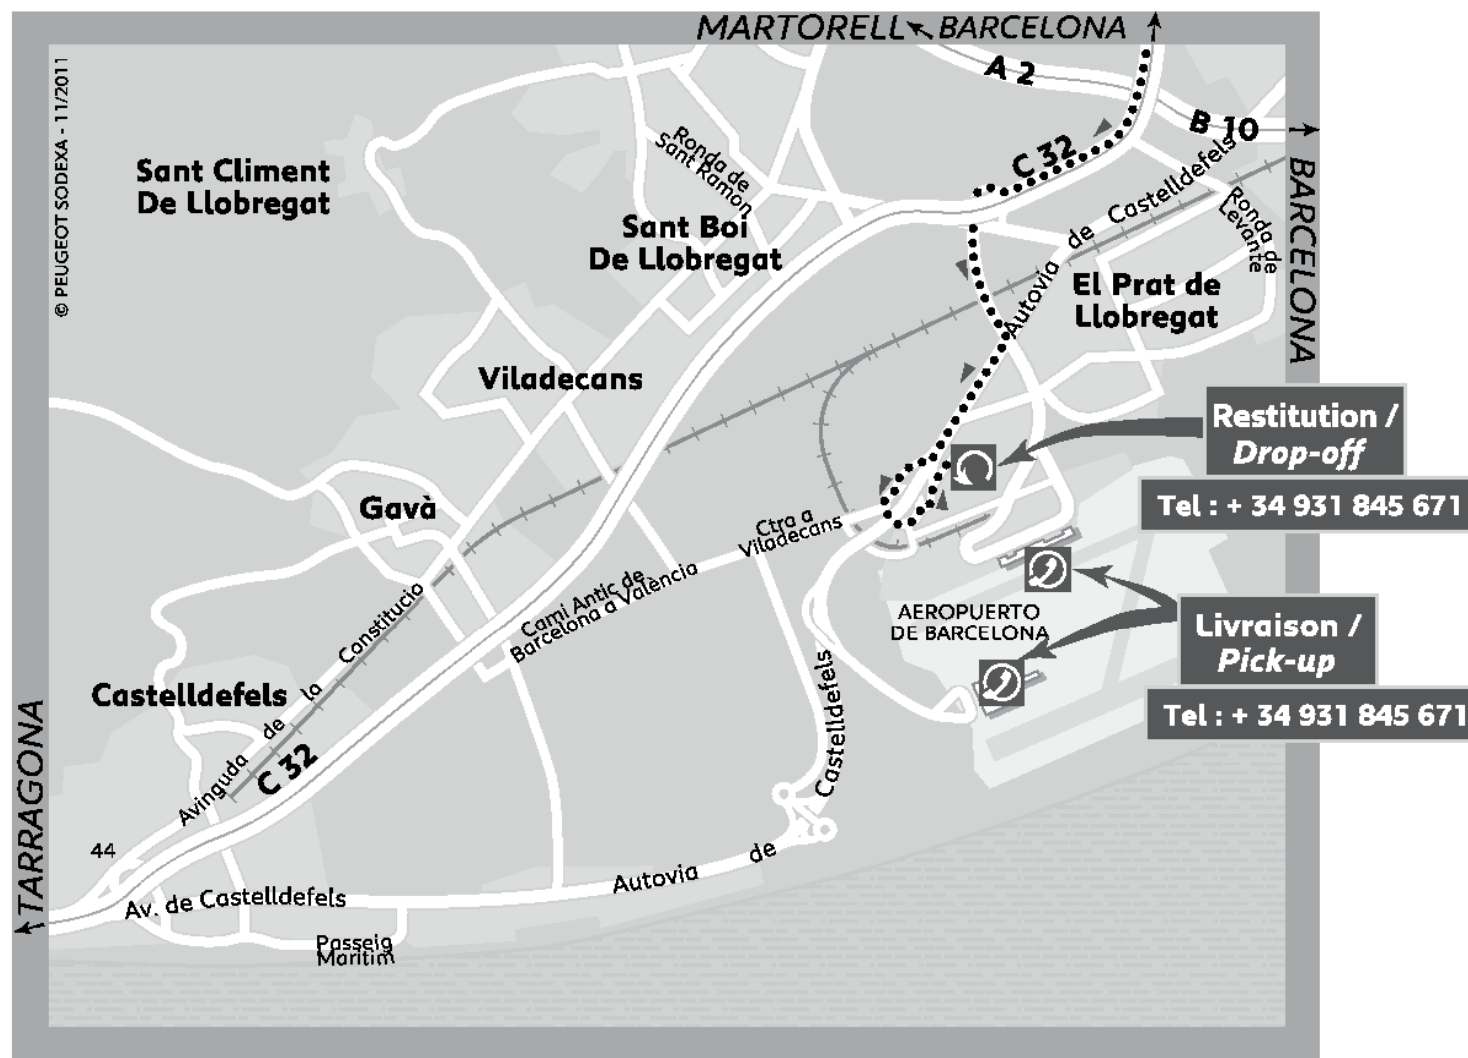 MARTORELL BARCELONA
© PEUGEOT SODEXA - 11/2011
A 2
B 10
C 32
Ronda de
Sant Ramon
Sant Climent
De Llobregat
Sant Boi
De Llobregat
Autovia de Castelldefels
Ronda de
Levante
BARCELONA
El Prat de
Llobregat
Viladecans
Restitution /
Drop-off
Tel : + 34 931 845 671
Gavà
Ctra a
Viladecans
Cami Antic de
Barcelona a València
AEROPUERTO
DE BARCELONA
Livraison /
Pick-up
Tel : + 34 931 845 671
Castelldefels
Avinguda de la Constitucio
C 32
TARRAGONA
44
Av. de Castelldefels
Autovia de Castelldefels
Passeig
Maritim